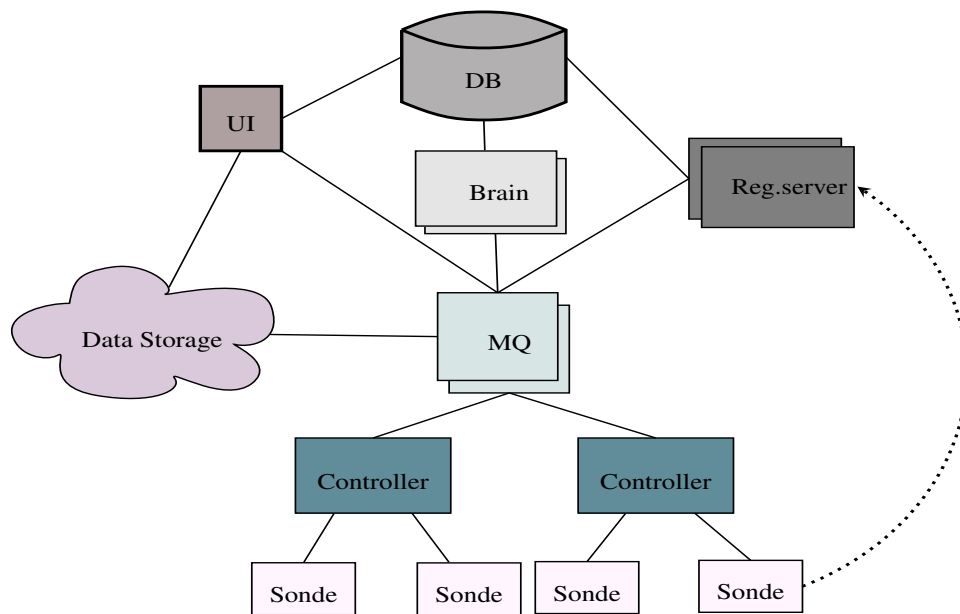 DB
UI
Brain
Reg.server
Data Storage
MQ
Controller
Controller
Sonde
Sonde
Sonde
Sonde